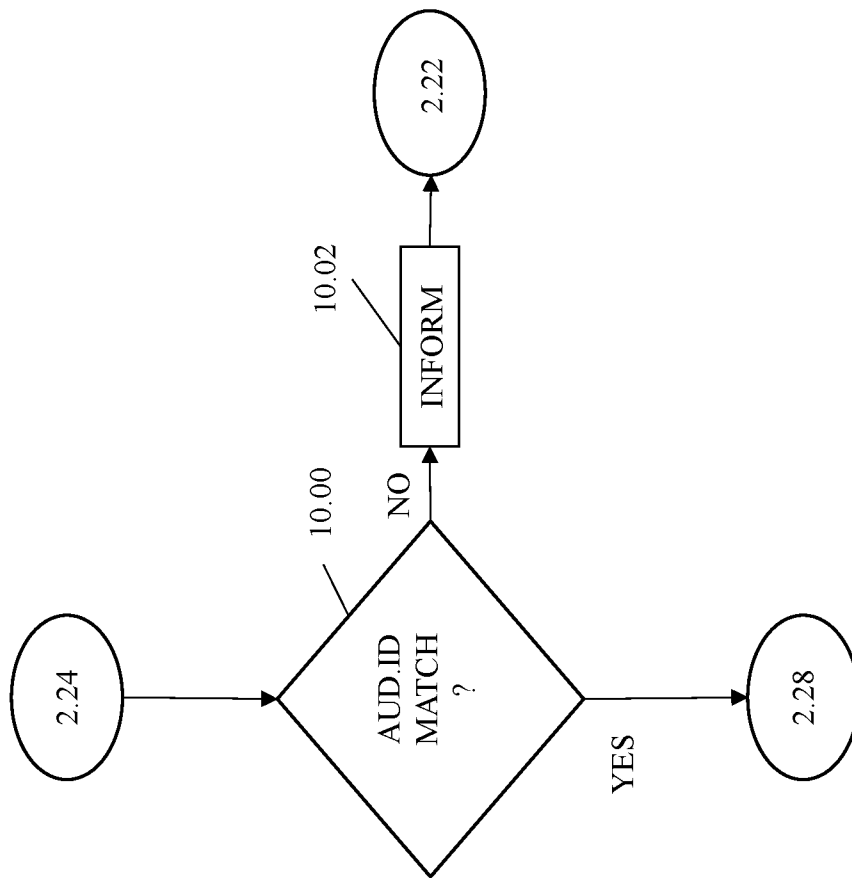 2.24
10.00
AUD.ID
MATCH
?
NO
10.02
INFORM
2.22
YES
2.28